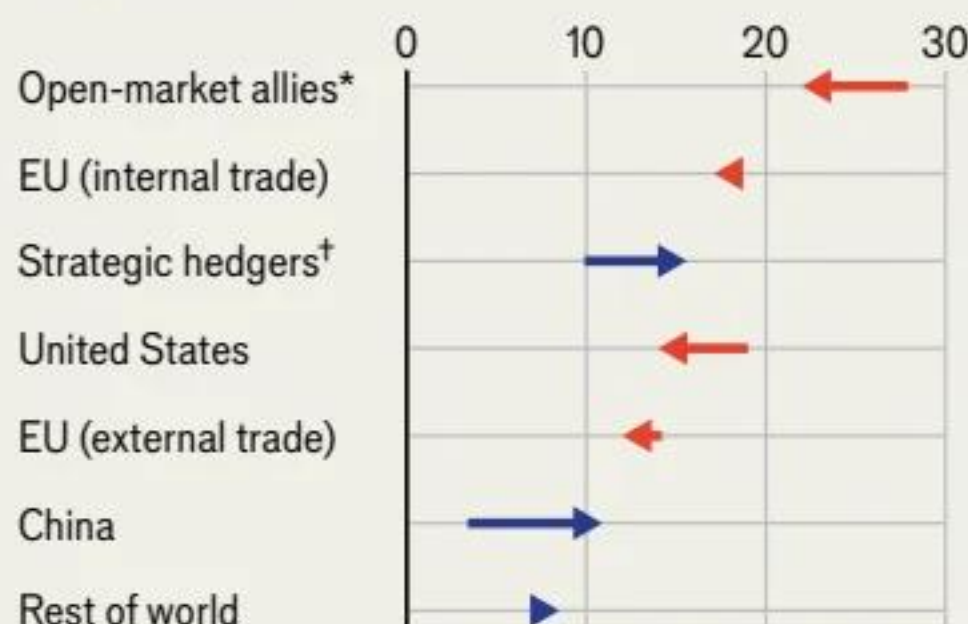 0 10 20 30
Open-market allies*
EU (internal trade)
Strategic hedgers†
United States
EU (external trade)
China
Rest of world